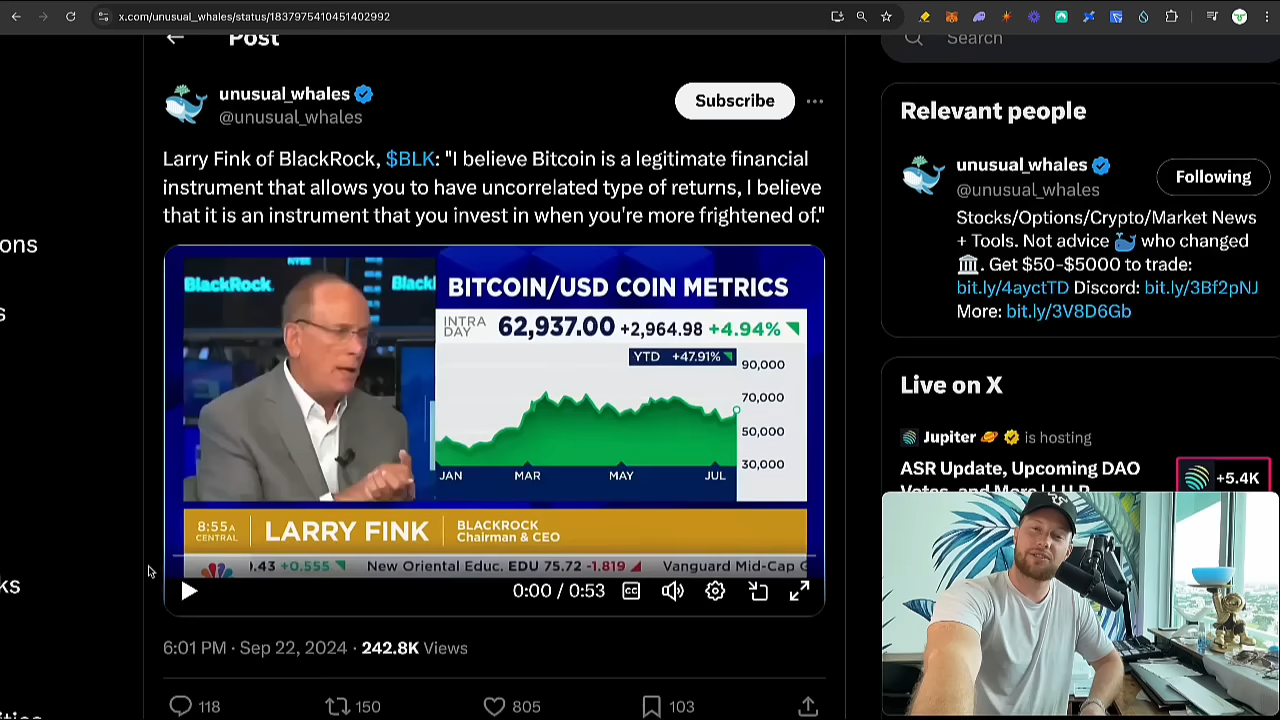 x.com/unusual_whales/status/1837975410451402992
Post
Search
unusual_whales
@unusual_whales
Subscribe
Larry Fink of BlackRock, $BLK: "I believe Bitcoin is a legitimate financial
instrument that allows you to have uncorrelated type of returns, I believe
that it is an instrument that you invest in when you're more frightened of."
BlackRock.
BITCOIN/USD COIN METRICS
INTRA
DAY
62,937.00 +2,964.98 +4.94%
YTD +47.91%
90,000
70,000
50,000
30,000
JAN MAR MAY JUL
8:55A
CENTRAL
LARRY FINK
BLACKROCK
Chairman & CEO
.43 +0.555 New Oriental Educ. EDU 75.72 -1.819 Vanguard Mid-Cap
0:00 / 0:53
CC
6:01 PM · Sep 22, 2024 · 242.8K Views
118 150 805 103
Relevant people
unusual_whales
@unusual_whales
Following
Stocks/Options/Crypto/Market News
+ Tools. Not advice 🐳 who changed
🏛. Get $50-$5000 to trade:
bit.ly/4ayctTD Discord: bit.ly/3Bf2pNJ
More: bit.ly/3V8D6Gb
Live on X
Jupiter 🪐 is hosting
ASR Update, Upcoming DAO
+5.4K